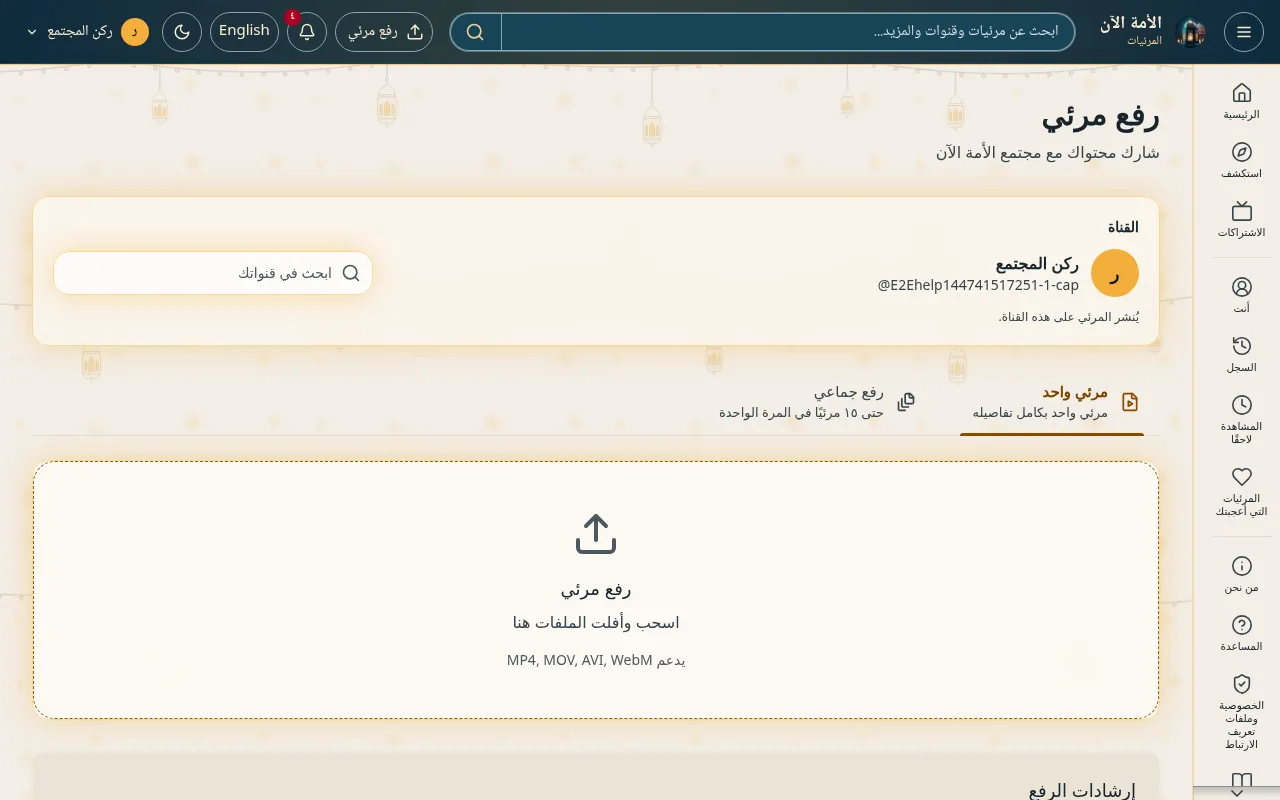 الأمة الآن
المرئيات
ابحث عن مرئيات وقنوات والمزيد...
رفع مرئي
٤
English
ر
ركن المجتمع
الرئيسية
استكشف
الاشتراكات
أنت
السجل
المشاهدة
لاحقًا
المرئيات
التي أعجبتك
من نحن
المساعدة
الخصوصية
وملفات
تعريف
الارتباط
رفع مرئي
شارك محتواك مع مجتمع الأمة الآن
القناة
ر
ركن المجتمع
@E2Ehelp144741517251-1-cap
يُنشر المرئي على هذه القناة.
ابحث في قنواتك
مرئي واحد
مرئي واحد بكامل تفاصيله
رفع جماعي
حتى ١٥ مرئيًا في المرة الواحدة
رفع مرئي
اسحب وأفلت الملفات هنا
يدعم MP4, MOV, AVI, WebM
إرشادات الرفع